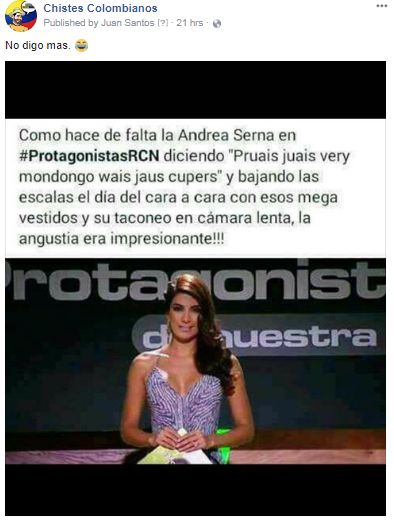 Chistes Colombianos
Published by Juan Santos [?] · 21 hrs ·
No digo mas. 😂
Como hace de falta la Andrea Serna en
#ProtagonistasRCN diciendo "Pruais juais very
mondongo wais jaus cupers" y bajando las
escalas el día del cara a cara con esos mega
vestidos y su taconeo en cámara lenta, la
angustia era impresionante!!!
Protagonist
de nuestra